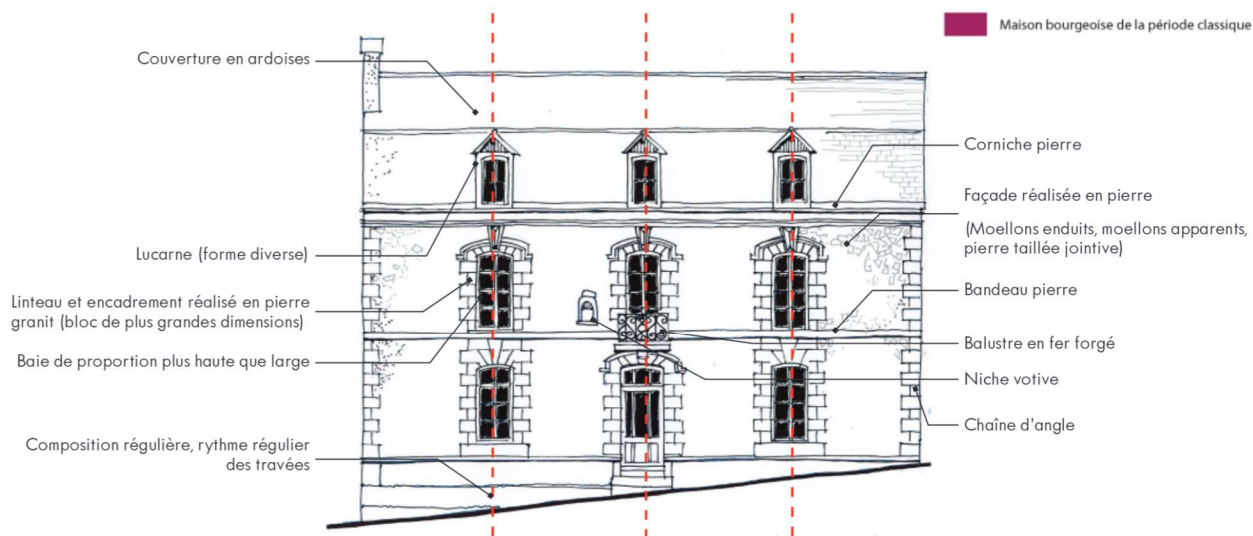 Maison bourgeoise de la période classique
Couverture en ardoises
Lucarne (forme diverse)
Linteau et encadrement réalisé en pierre
granit (bloc de plus grandes dimensions)
Baie de proportion plus haute que large
Composition régulière, rythme régulier
des travées
Corniche pierre
Façade réalisée en pierre
(Moellons enduits, moellons apparents,
pierre taillée jointive)
Bandeau pierre
Balustre en fer forgé
Niche votive
Chaîne d'angle